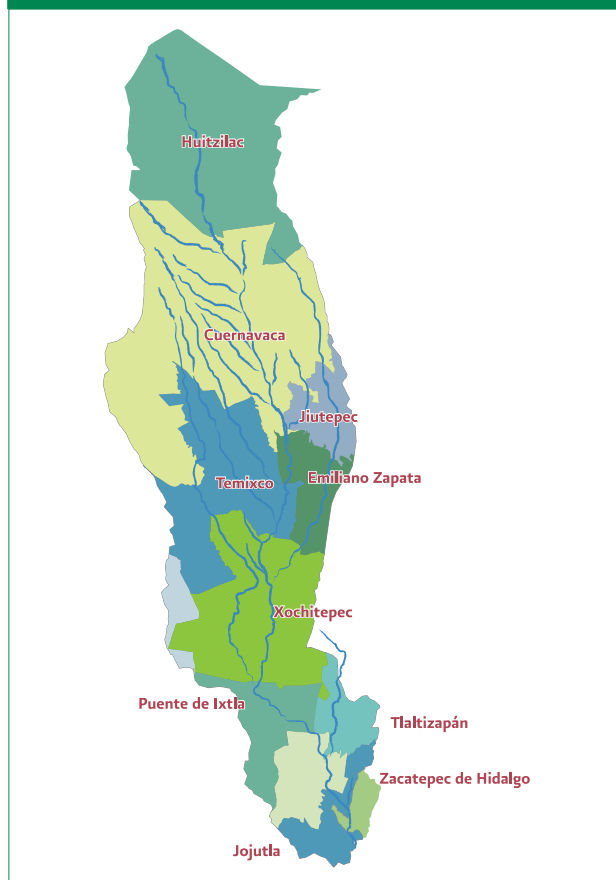 Huitzilac
Cuernavaca
Jiutepec
Emiliano Zapata
Temixco
Xochitepec
Puente de Ixtla
Tlaltizapán
Zacatepec de Hidalgo
Jojutla